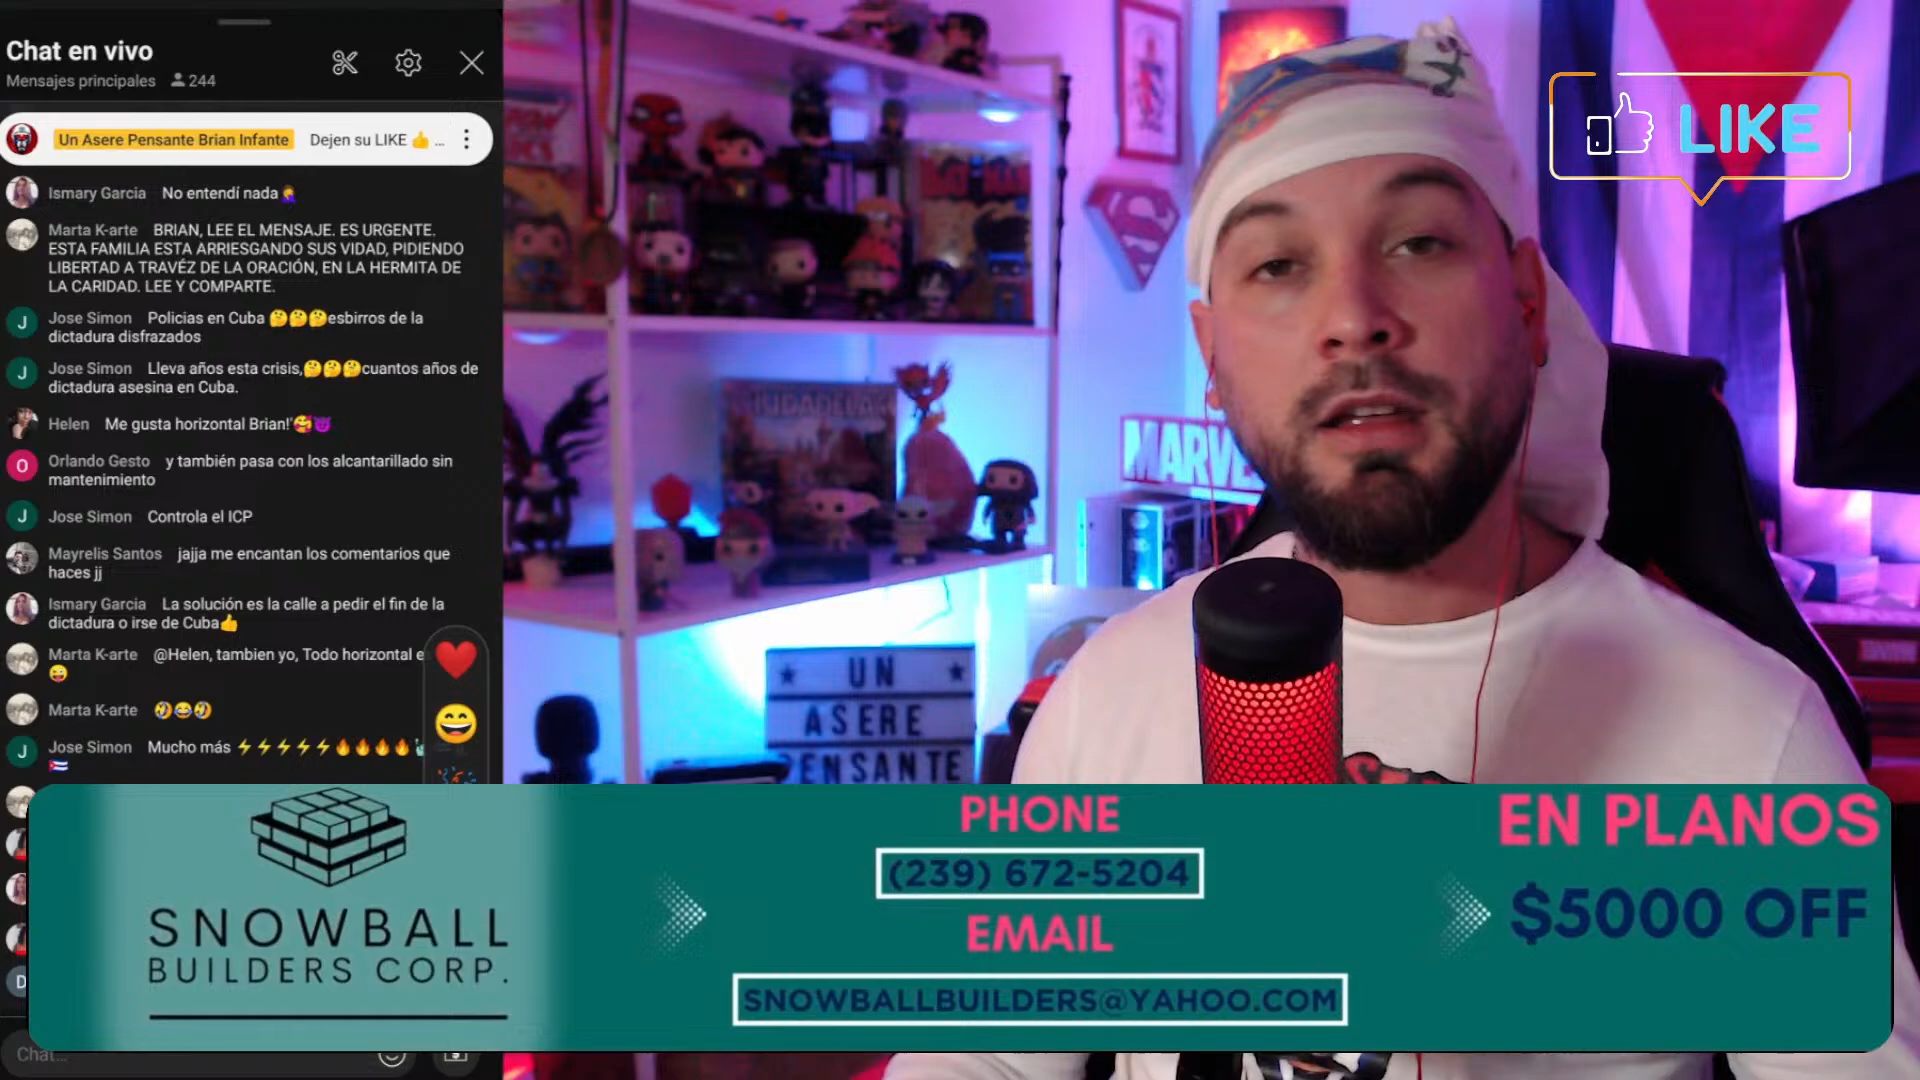 Chat en vivo
Mensajes principales 244
Un Asere Pensante Brian Infante Dejen su LIKE 👍 ...
Ismary Garcia No entendí nada🤦‍♀️
Marta K-arte BRIAN, LEE EL MENSAJE. ES URGENTE.
ESTA FAMILIA ESTA ARRIESGANDO SUS VIDAD, PIDIENDO
LIBERTAD A TRAVÉZ DE LA ORACIÓN, EN LA HERMITA DE
LA CARIDAD. LEE Y COMPARTE.
Jose Simon Policias en Cuba 🤔🤔🤔esbirros de la
dictadura disfrazados
Jose Simon Lleva años esta crisis,🤔🤔🤔cuantos años de
dictadura asesina en Cuba.
Helen Me gusta horizontal Brian!'🥰😈
Orlando Gesto y también pasa con los alcantarillado sin
mantenimiento
Jose Simon Controla el ICP
Mayrelis Santos jajja me encantan los comentarios que
haces jj
Ismary Garcia La solución es la calle a pedir el fin de la
dictadura o irse de Cuba👍
Marta K-arte @Helen, tambien yo, Todo horizontal e
😜
Marta K-arte 🤣😂🤣
Jose Simon Mucho más ⚡⚡⚡⚡⚡🔥🔥🔥🔥
🇨🇺
Chat...
LIKE
CIUDADELAS
MARVEL
UN
ASERE
PENSANTE
SNOWBALL
BUILDERS CORP.
PHONE
(239) 672-5204
EMAIL
SNOWBALLBUILDERS@YAHOO.COM
EN PLANOS
$5000 OFF